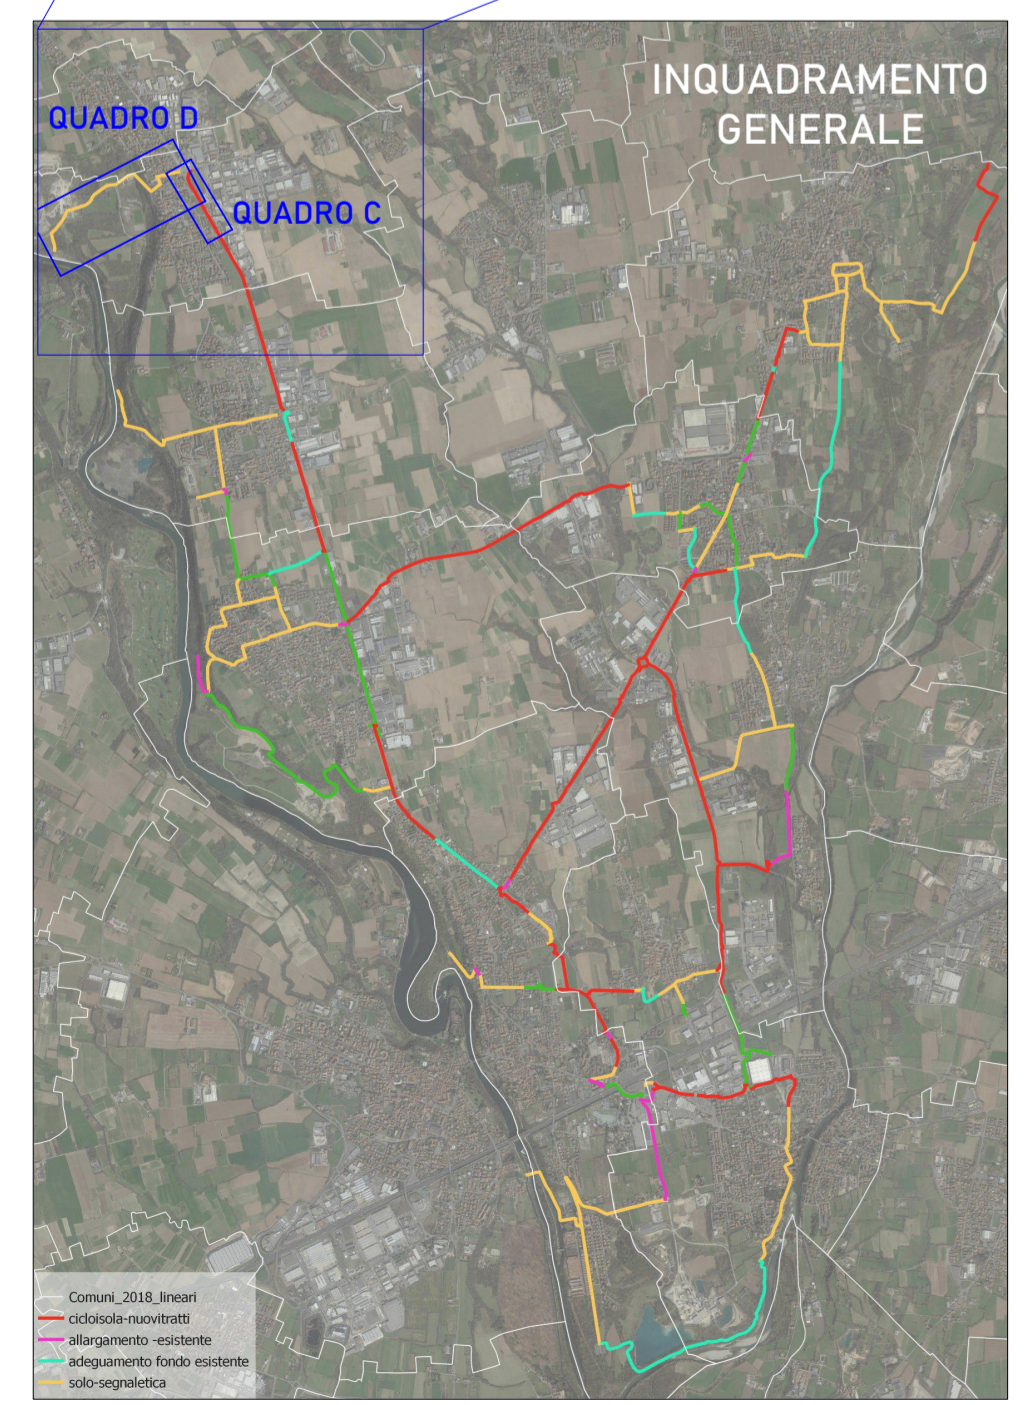 INQUADRAMENTO
GENERALE
QUADRO D
QUADRO C
Comuni_2018_lineari
cicloisola-nuovitratti
allargamento -esistente
adeguamento fondo esistente
solo-segnaletica